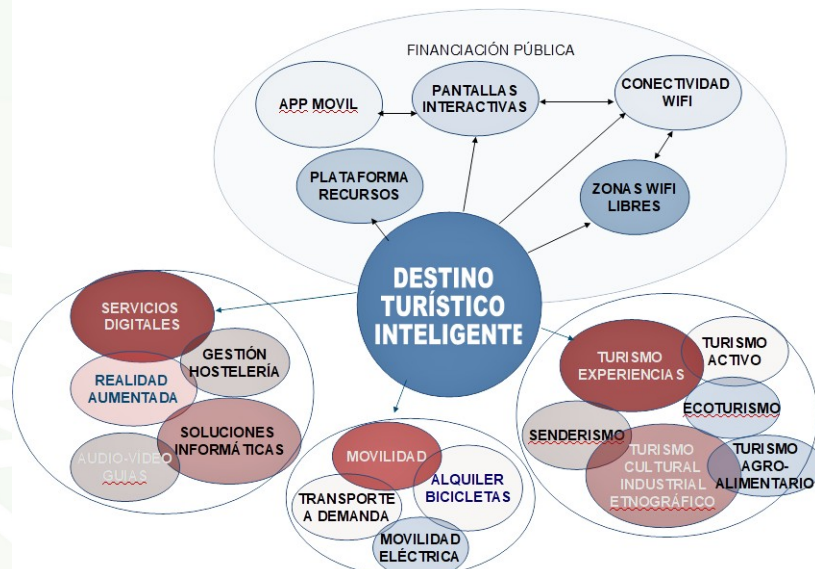 FINANCIACIÓN PÚBLICA
APP MOVIL
PANTALLAS
INTERACTIVAS
CONECTIVIDAD
WIFI
PLATAFORMA
RECURSOS
ZONAS WIFI
LIBRES
DESTINO
TURÍSTICO
INTELIGENTE
SERVICIOS
DIGITALES
GESTIÓN
HOSTELERÍA
REALIDAD
AUMENTADA
SOLUCIONES
INFORMÁTICAS
AUDIO-VÍDEO
GUIAS
MOVILIDAD
ALQUILER
BICICLETAS
TRANSPORTE
A DEMANDA
MOVILIDAD
ELÉCTRICA
TURISMO
EXPERIENCIAS
TURISMO
ACTIVO
ECOTURISMO
SENDERISMO
TURISMO
CULTURAL
INDUSTRIAL
ETNOGRÁFICO
TURISMO
AGRO-
ALIMENTARIO